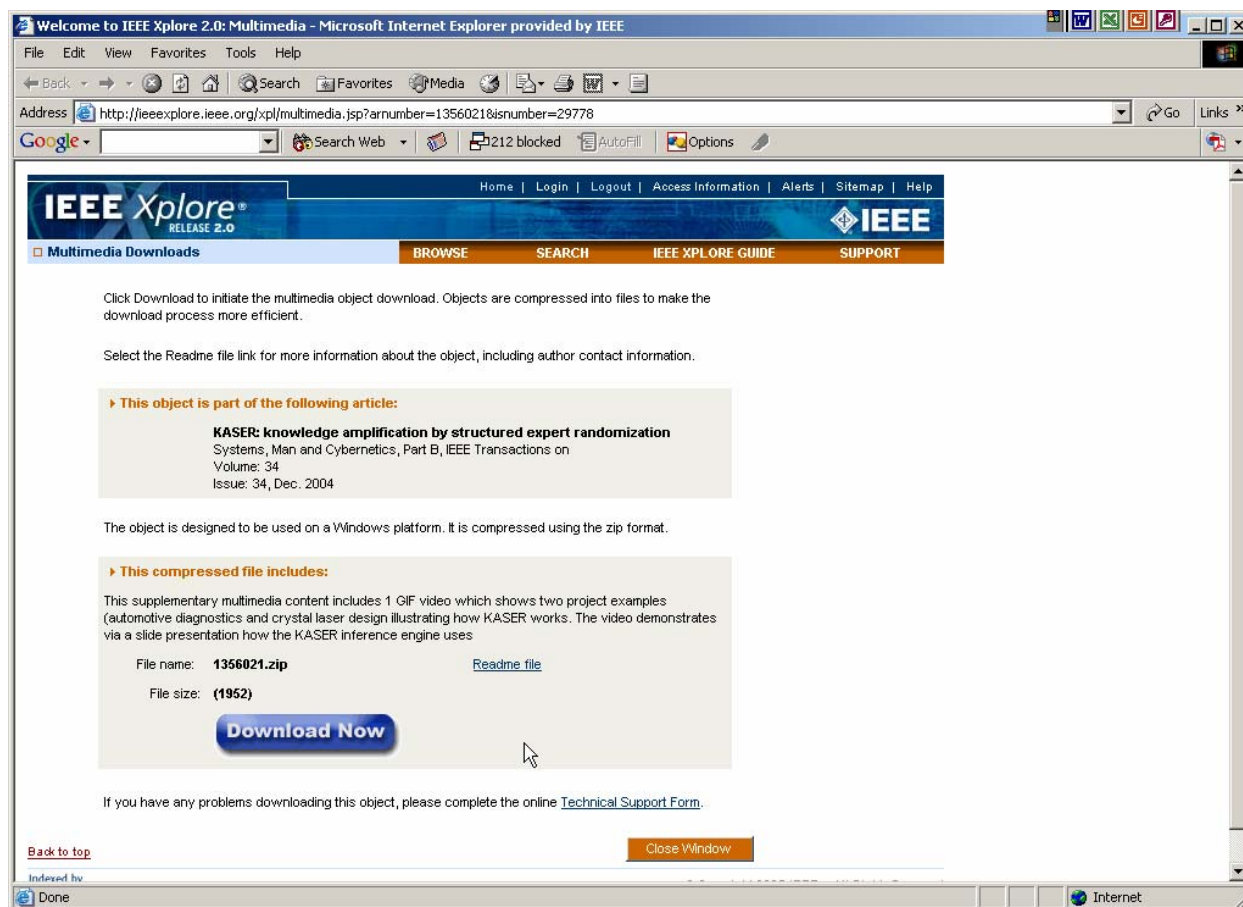 Welcome to IEEE Xplore 2.0: Multimedia - Microsoft Internet Explorer provided by IEEE
File Edit View Favorites Tools Help
Back Search Favorites Media
Address http://ieeexplore.ieee.org/xpl/multimedia.jsp?arnumber=1356021&isnumber=29778 Go Links »
Google Search Web 212 blocked AutoFill Options
Home | Login | Logout | Access Information | Alerts | Sitemap | Help
IEEE Xplore®
RELEASE 2.0
IEEE
Multimedia Downloads BROWSE SEARCH IEEE XPLORE GUIDE SUPPORT
Click Download to initiate the multimedia object download. Objects are compressed into files to make the
download process more efficient.
Select the Readme file link for more information about the object, including author contact information.
This object is part of the following article:
KASER: knowledge amplification by structured expert randomization
Systems, Man and Cybernetics, Part B, IEEE Transactions on
Volume: 34
Issue: 34, Dec. 2004
The object is designed to be used on a Windows platform. It is compressed using the zip format.
This compressed file includes:
This supplementary multimedia content includes 1 GIF video which shows two project examples
(automotive diagnostics and crystal laser design illustrating how KASER works. The video demonstrates
via a slide presentation how the KASER inference engine uses
File name: 1356021.zip Readme file
File size: (1952)
Download Now
If you have any problems downloading this object, please complete the online Technical Support Form.
Back to top Close Window
Indexed by
Done Internet